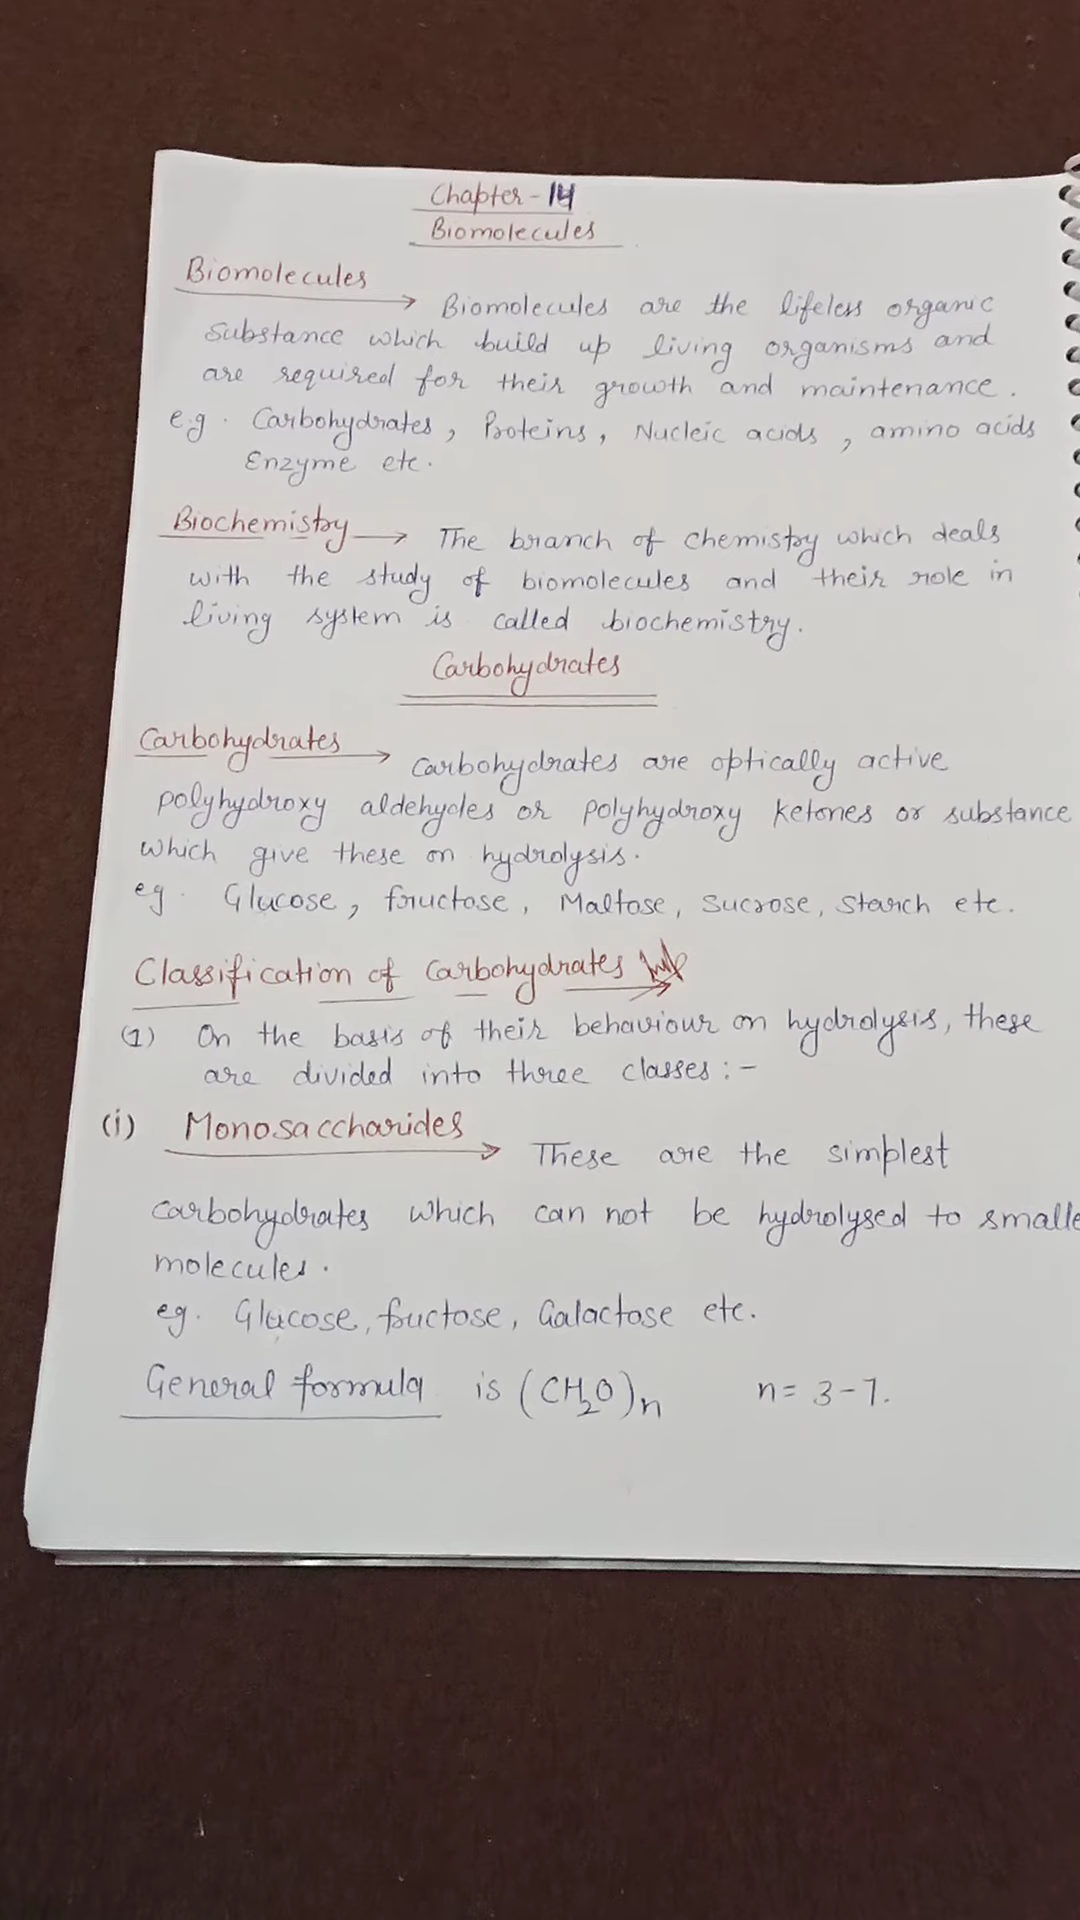 Chapter - 14
Biomolecules
Biomolecules → Biomolecules are the lifeless organic
substance which build up living organisms and
are required for their growth and maintenance.
e.g. Carbohydrates, Proteins, Nucleic acids, amino acids
Enzyme etc.
Biochemistry → The branch of chemistry which deals
with the study of biomolecules and their role in
living system is called biochemistry.
Carbohydrates
Carbohydrates → Carbohydrates are optically active
polyhydroxy aldehydes or polyhydroxy ketones or substance
which give these on hydrolysis.
eg. Glucose, fructose, Maltose, sucrose, starch etc.
Classification of Carbohydrates Imp →
(1) On the basis of their behaviour on hydrolysis, these
are divided into three classes :-
(i) Monosaccharides → These are the simplest
carbohydrates which can not be hydrolysed to smalle
molecules.
eg. Glucose, fructose, Galactose etc.
General formula is (CH₂O)n n = 3-7.